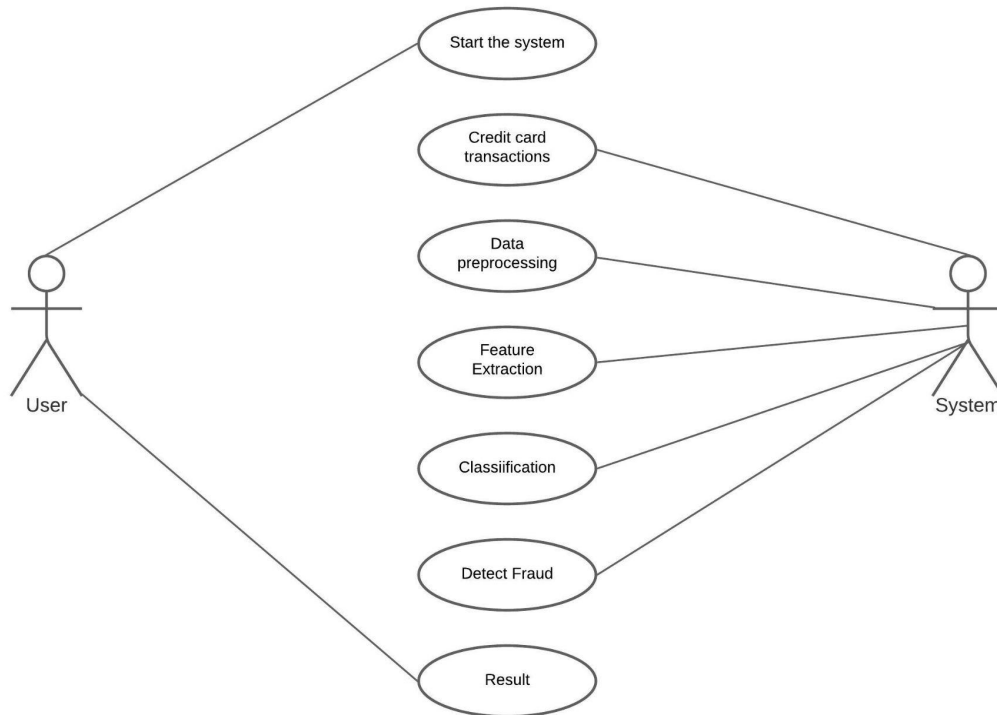 Start the system
Credit card
transactions
Data
preprocessing
Feature
Extraction
User
System
Classiification
Detect Fraud
Result